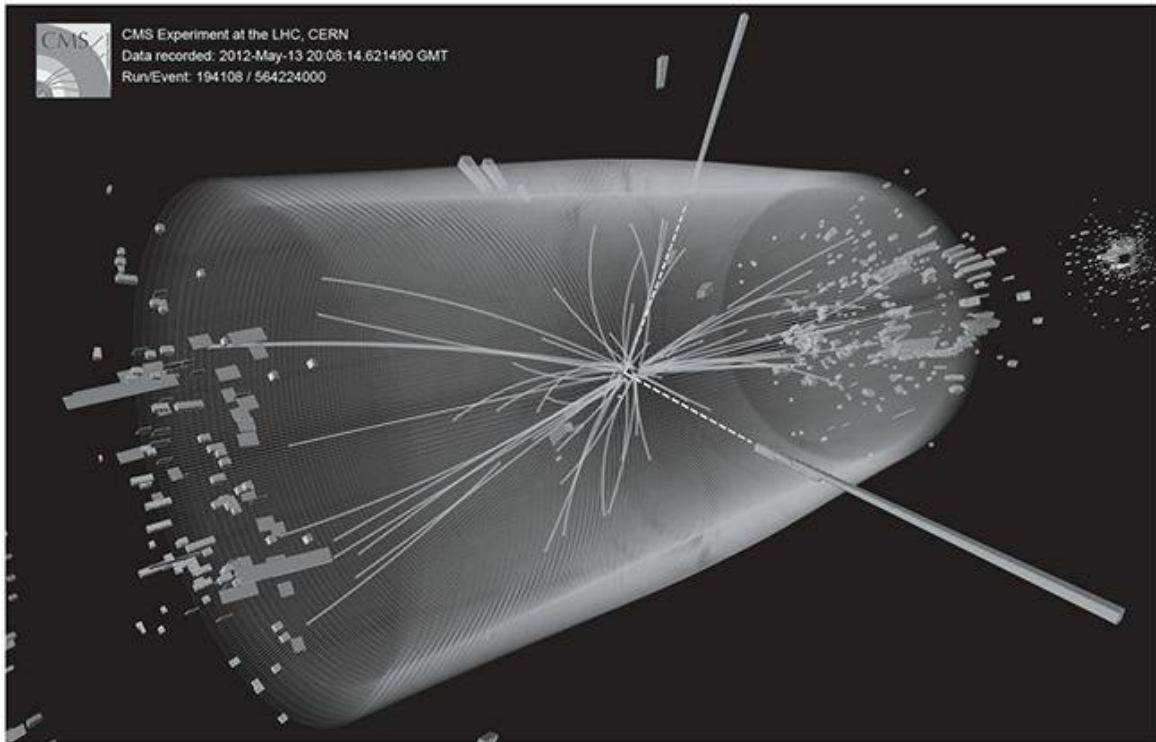 CMS
CMS Experiment at the LHC, CERN
Data recorded: 2012-May-13 20:08:14.621490 GMT
Run/Event: 194108 / 564224000